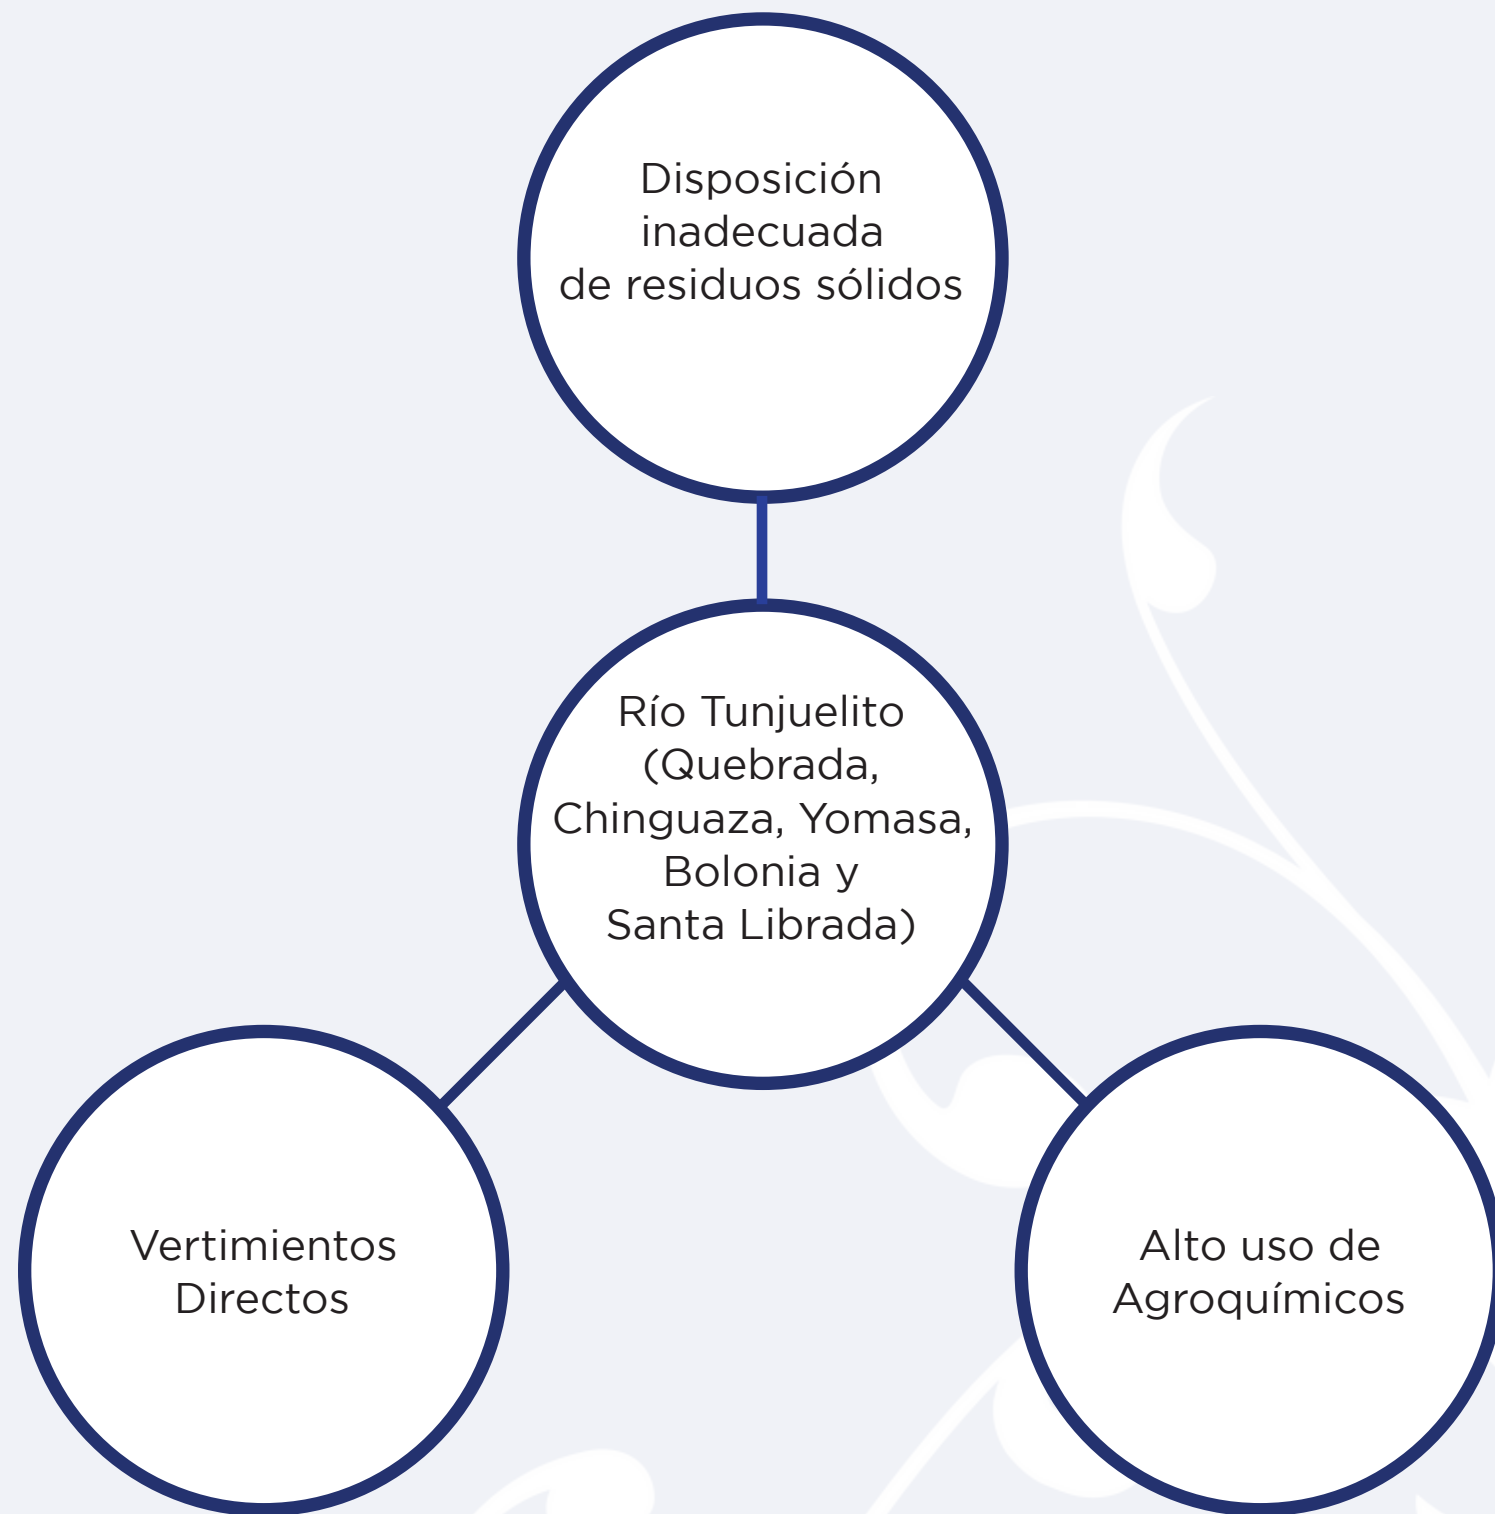 Disposición
inadecuada
de residuos sólidos
Río Tunjuelito
(Quebrada,
Chinguaza, Yomasa,
Bolonia y
Santa Librada)
Vertimientos
Directos
Alto uso de
Agroquímicos